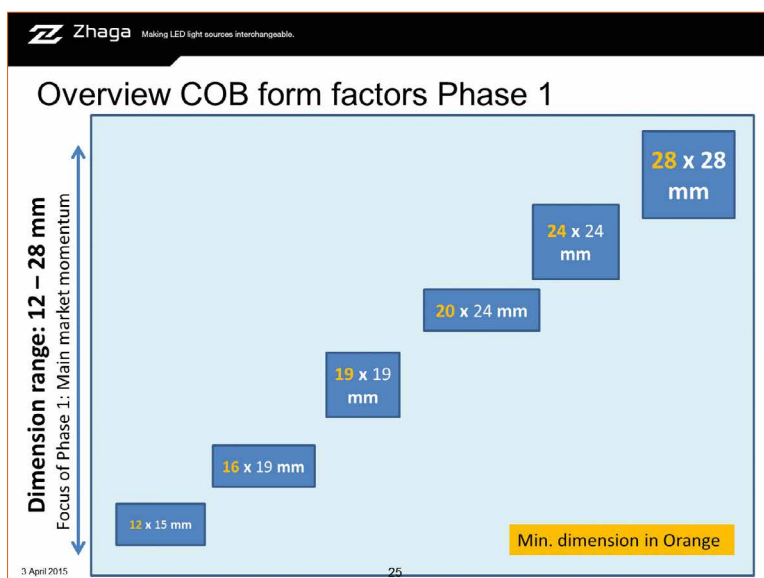 Zhaga Making LED light sources interchangeable.
Overview COB form factors Phase 1
Dimension range: 12 – 28 mm
Focus of Phase 1: Main market momentum
28 x 28
mm
24 x 24
mm
20 x 24 mm
19 x 19
mm
16 x 19 mm
12 x 15 mm
Min. dimension in Orange
3 April 2015
25